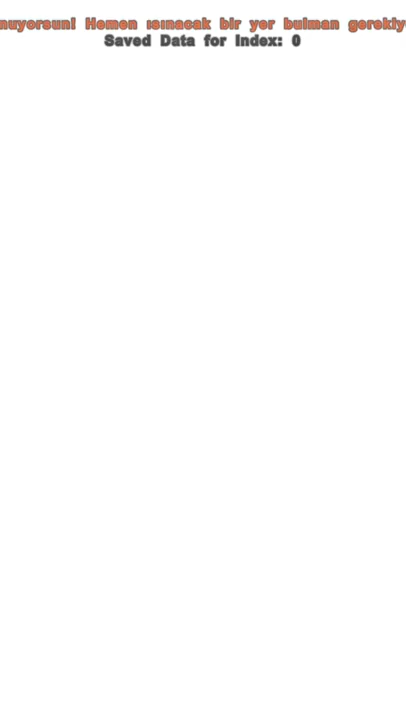 nuyorsun! Hemen ısınacak bir yer bulman gerekiy
Saved Data for Index: 0